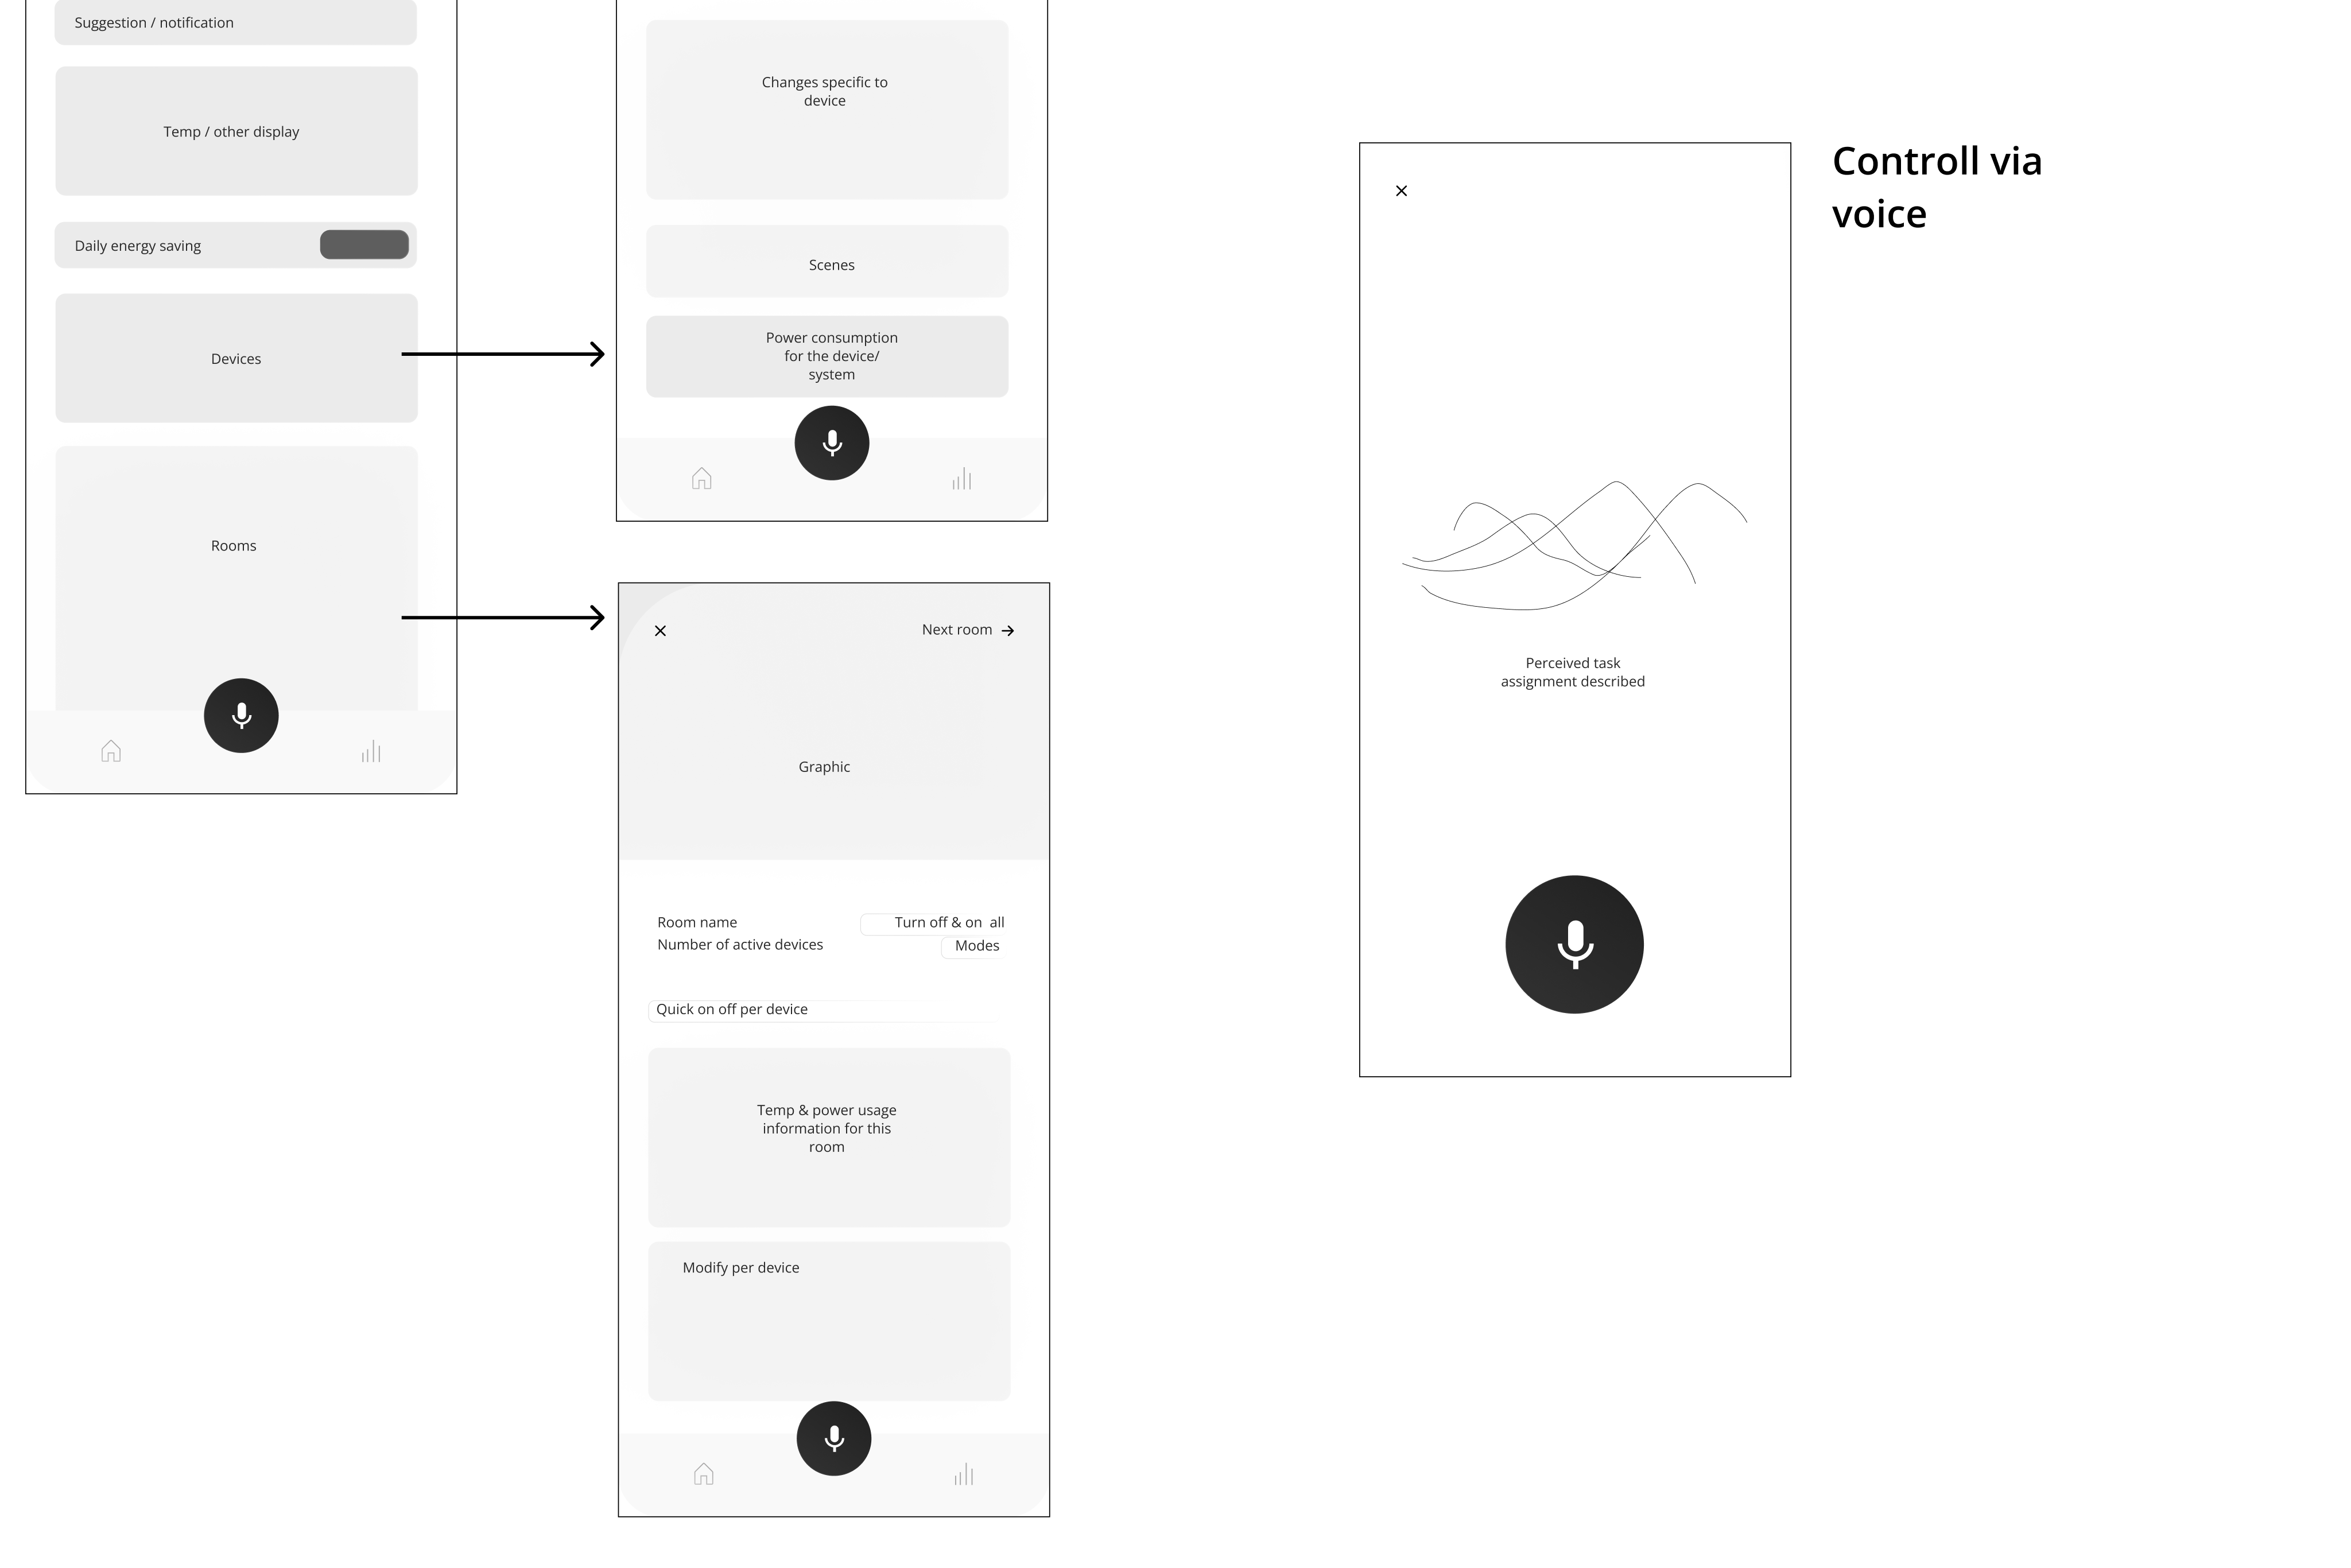 Suggestion / notification
Temp / other display
Daily energy saving
Devices
Rooms
Changes specific to
device
Scenes
Power consumption
for the device/
system
Next room
Graphic
Room name
Turn off & on  all
Number of active devices
Modes
Quick on off per device
Temp & power usage
information for this
room
Modify per device
Controll via
voice
Perceived task
assignment described